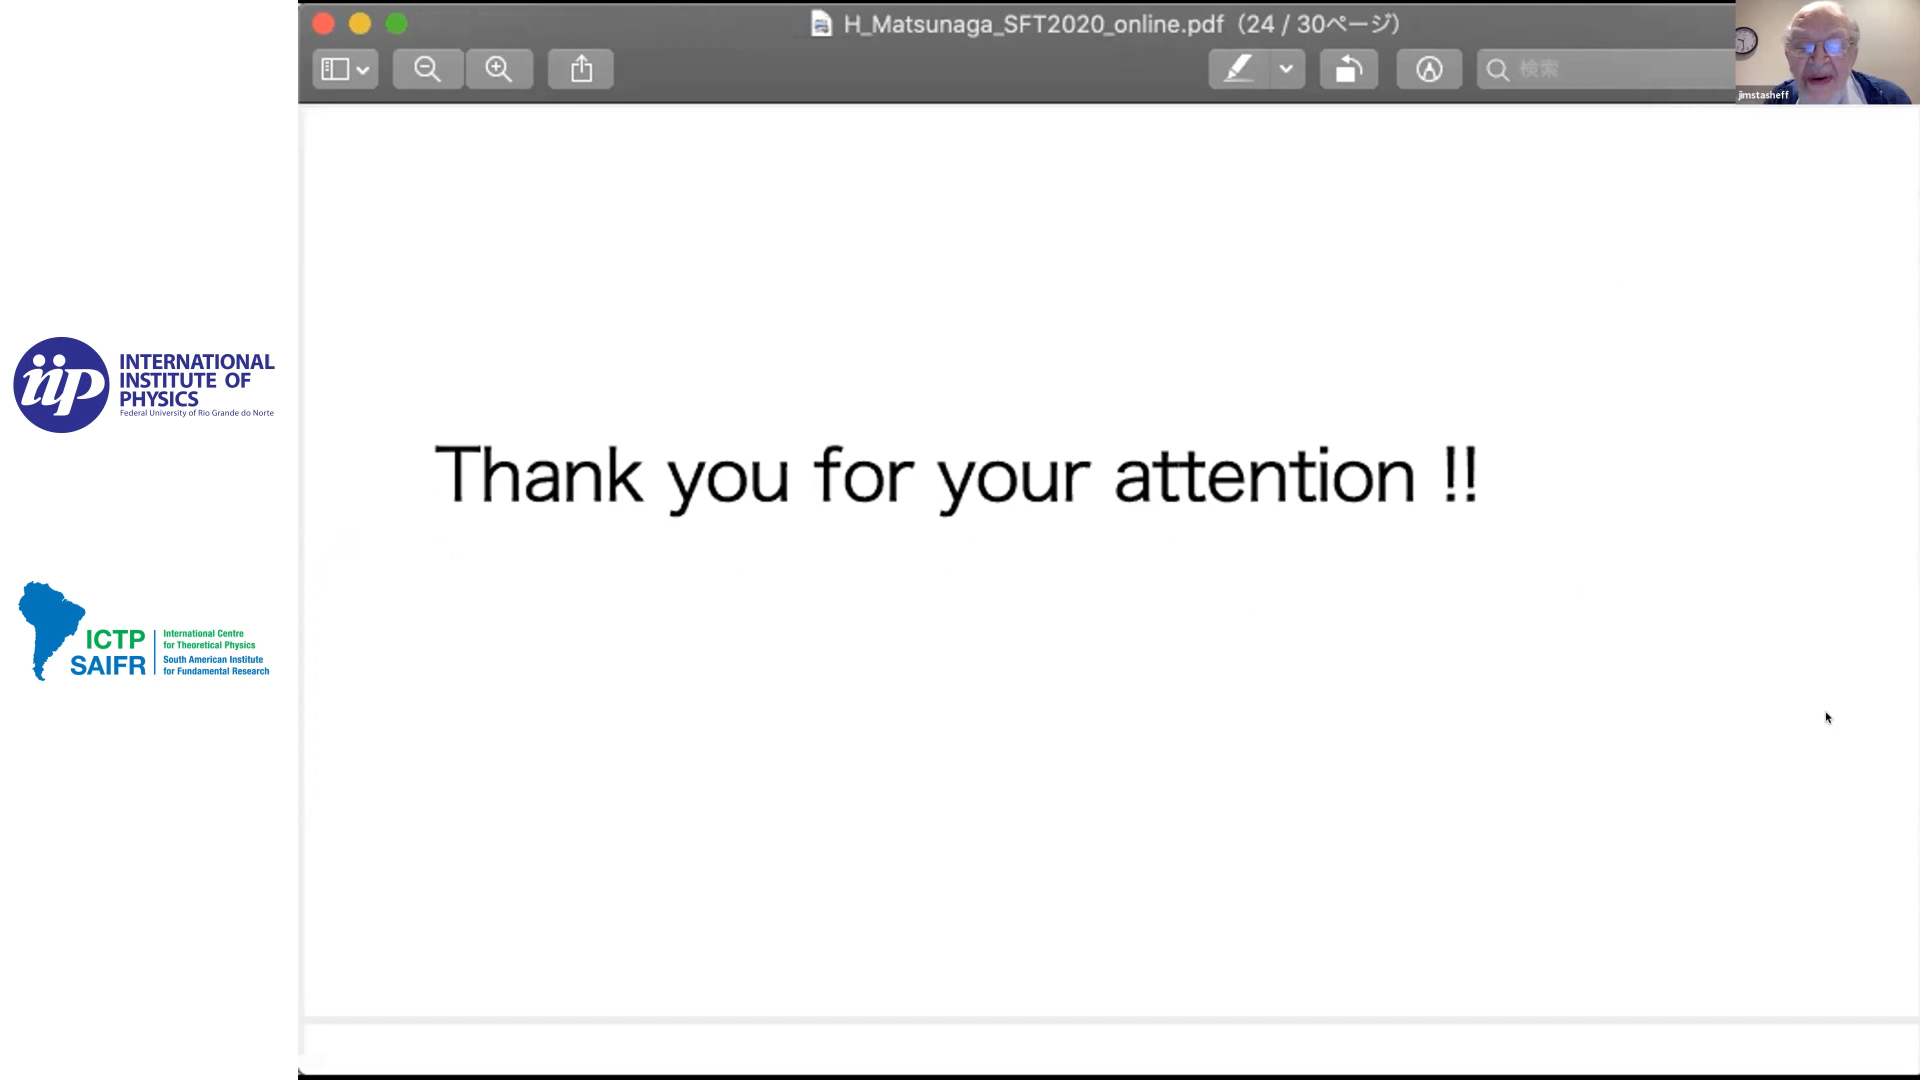 H_Matsunaga_SFT2020_online.pdf（24 / 30ページ）
検索
jimstasheff
iip
INTERNATIONAL
INSTITUTE OF
PHYSICS
Federal University of Rio Grande do Norte
Thank you for your attention !!
ICTP
SAIFR
International Centre
for Theoretical Physics
South American Institute
for Fundamental Research